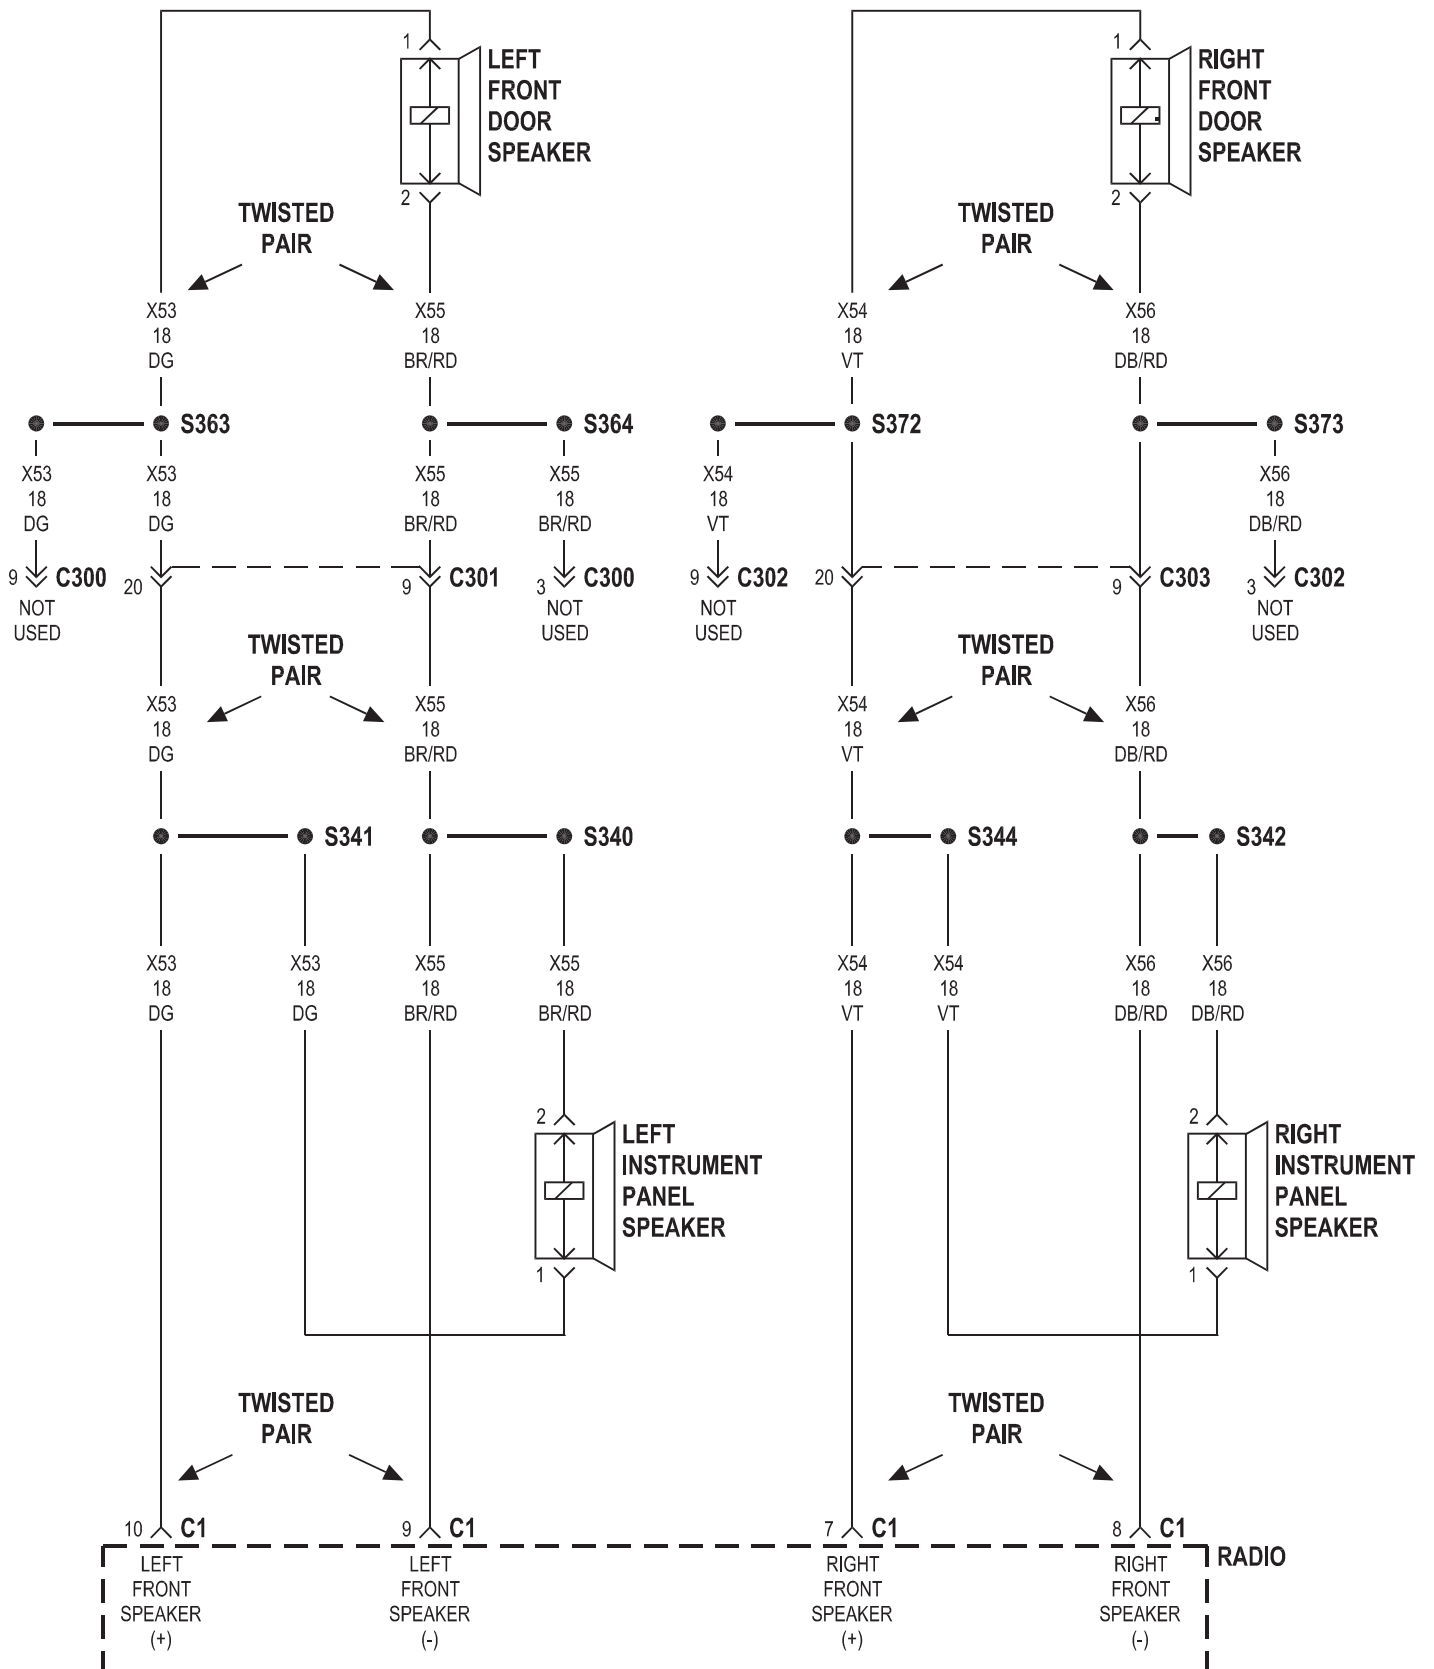 1
LEFT
FRONT
DOOR
SPEAKER
2
1
RIGHT
FRONT
DOOR
SPEAKER
2
TWISTED
PAIR
TWISTED
PAIR
X53
18
DG
X55
18
BR/RD
X54
18
VT
X56
18
DB/RD
S363
S364
S372
S373
X53
18
DG
X53
18
DG
X55
18
BR/RD
X55
18
BR/RD
X54
18
VT
X56
18
DB/RD
9 C300
NOT
USED
20
9 C301
3 C300
NOT
USED
9 C302
NOT
USED
20
9 C303
3 C302
NOT
USED
TWISTED
PAIR
TWISTED
PAIR
X53
18
DG
X55
18
BR/RD
X54
18
VT
X56
18
DB/RD
S341
S340
S344
S342
X53
18
DG
X53
18
DG
X55
18
BR/RD
X55
18
BR/RD
X54
18
VT
X54
18
VT
X56
18
DB/RD
X56
18
DB/RD
2
LEFT
INSTRUMENT
PANEL
SPEAKER
1
2
RIGHT
INSTRUMENT
PANEL
SPEAKER
1
TWISTED
PAIR
TWISTED
PAIR
10 C1
9 C1
7 C1
8 C1
RADIO
LEFT
FRONT
SPEAKER
(+)
LEFT
FRONT
SPEAKER
(-)
RIGHT
FRONT
SPEAKER
(+)
RIGHT
FRONT
SPEAKER
(-)